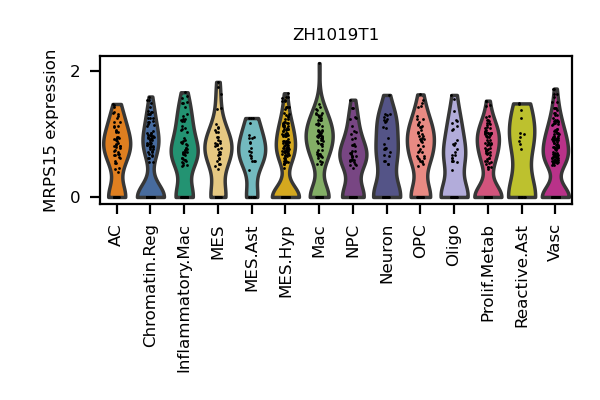 ZH1019T1
MRPS15 expression
2
0
AC
Chromatin.Reg
Inflammatory.Mac
MES
MES.Ast
MES.Hyp
Mac
NPC
Neuron
OPC
Oligo
Prolif.Metab
Reactive.Ast
Vasc